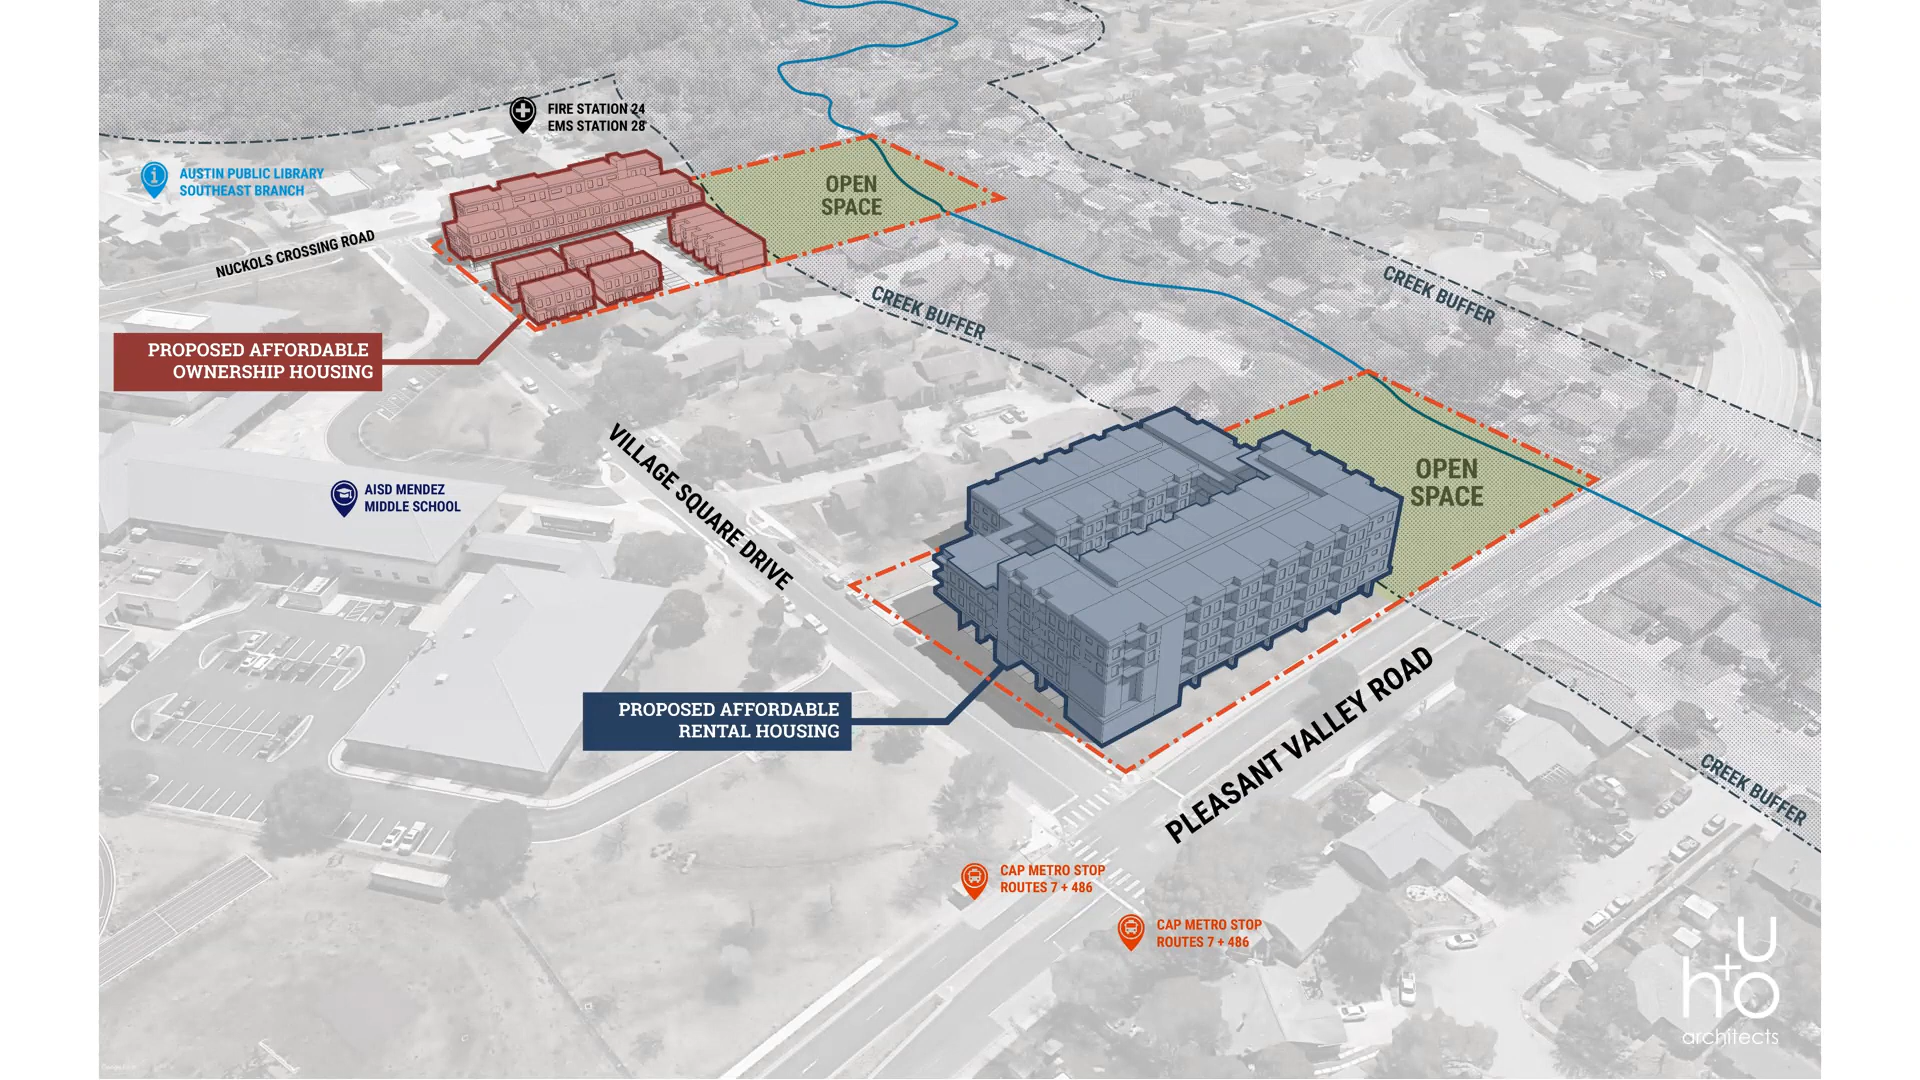 FIRE STATION 24
EMS STATION 28
AUSTIN PUBLIC LIBRARY
SOUTHEAST BRANCH
OPEN
SPACE
NUCKOLS CROSSING ROAD
CREEK BUFFER
CREEK BUFFER
PROPOSED AFFORDABLE
OWNERSHIP HOUSING
VILLAGE SQUARE DRIVE
OPEN
SPACE
AISD MENDEZ
MIDDLE SCHOOL
PROPOSED AFFORDABLE
RENTAL HOUSING
PLEASANT VALLEY ROAD
CREEK BUFFER
CAP METRO STOP
ROUTES 7 + 486
CAP METRO STOP
ROUTES 7 + 486
h+uo
architects